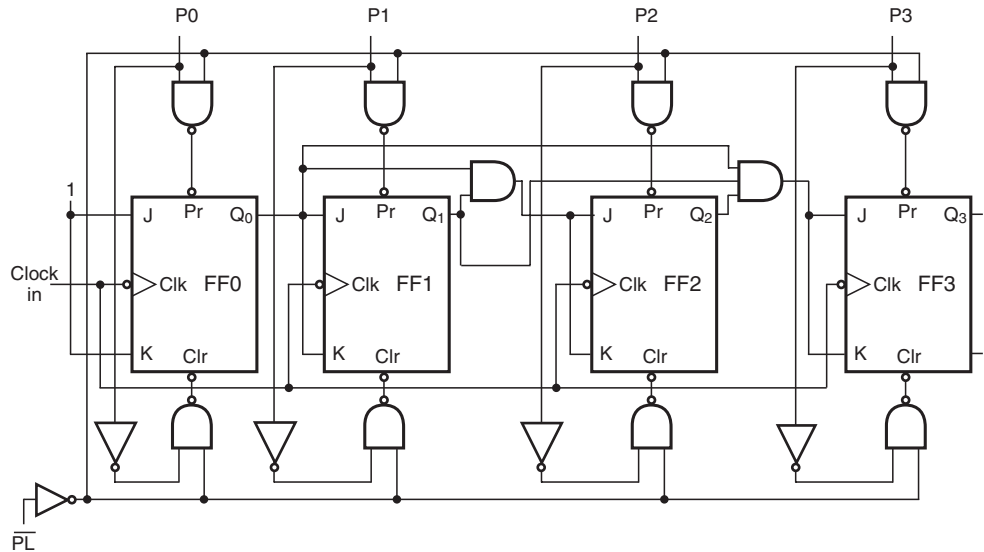 P0 P1 P2 P3
1
J Pr Q0 J Pr Q1 J Pr Q2 J Pr Q3
Clock in
Clk FF0 Clk FF1 Clk FF2 Clk FF3
K Clr K Clr K Clr K Clr
PL